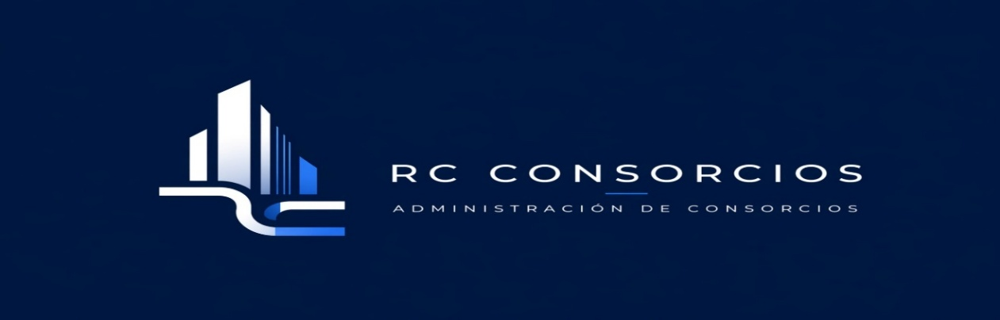 RC CONSORCIOS
ADMINISTRACIÓN DE CONSORCIOS